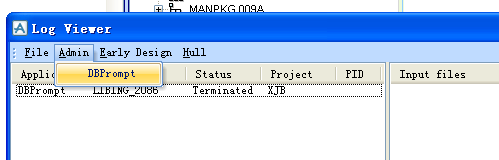 MANPKG.009A
Log Viewer
File Admin Early Design Hull
DBPrompt
Applic Status Project PID Input files
DBPrompt LIBING_2086 Terminated XJB